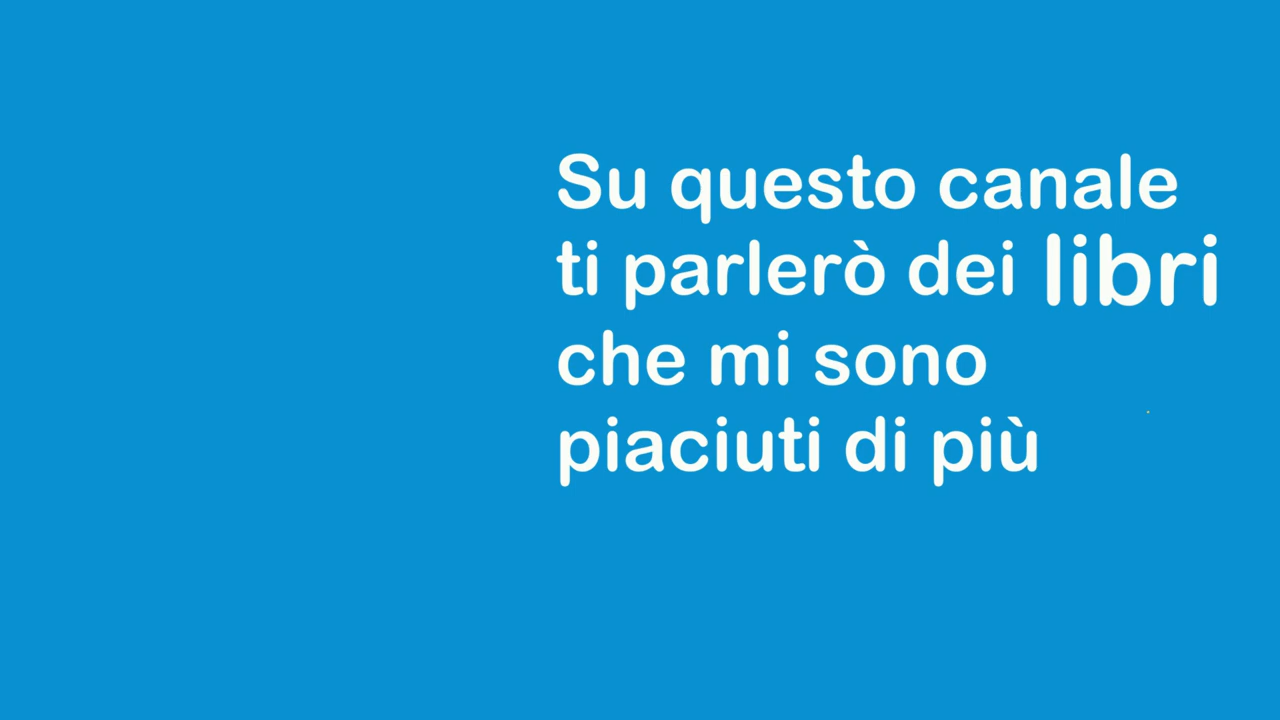 Su questo canale
ti parlerò dei libri
che mi sono
piaciuti di più